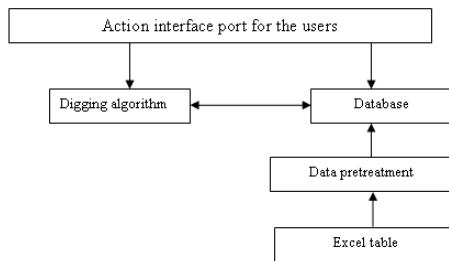 Action interface port for the users
Digging algorithm
Database
Data pretreatment
Excel table